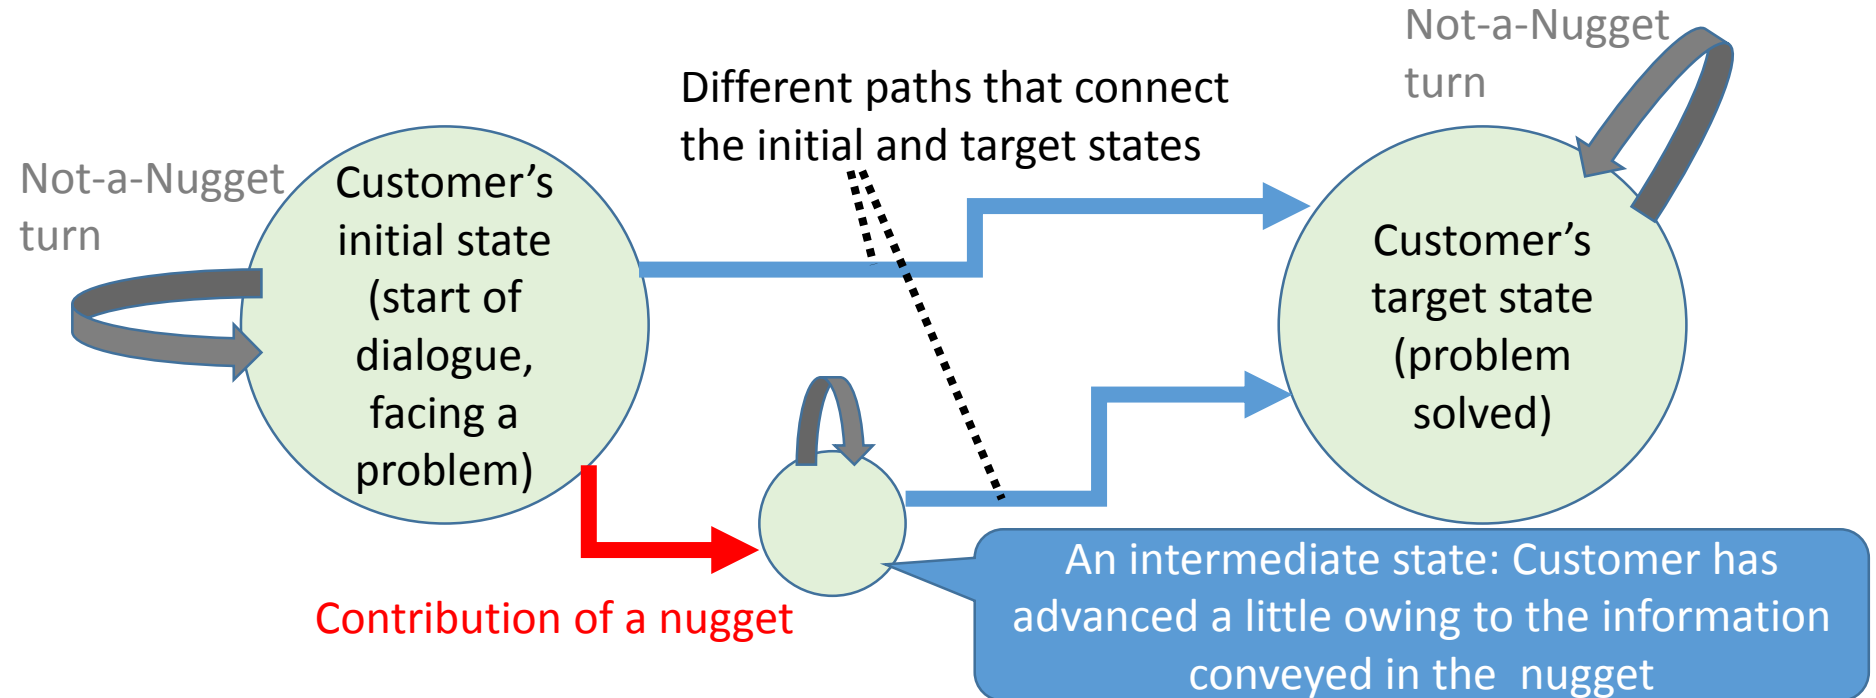 Not-a-Nugget
turn
Different paths that connect
the initial and target states
Not-a-Nugget
turn
Customer’s
initial state
(start of
dialogue,
facing a
problem)
Customer’s
target state
(problem
solved)
Contribution of a nugget
An intermediate state: Customer has
advanced a little owing to the information
conveyed in the  nugget